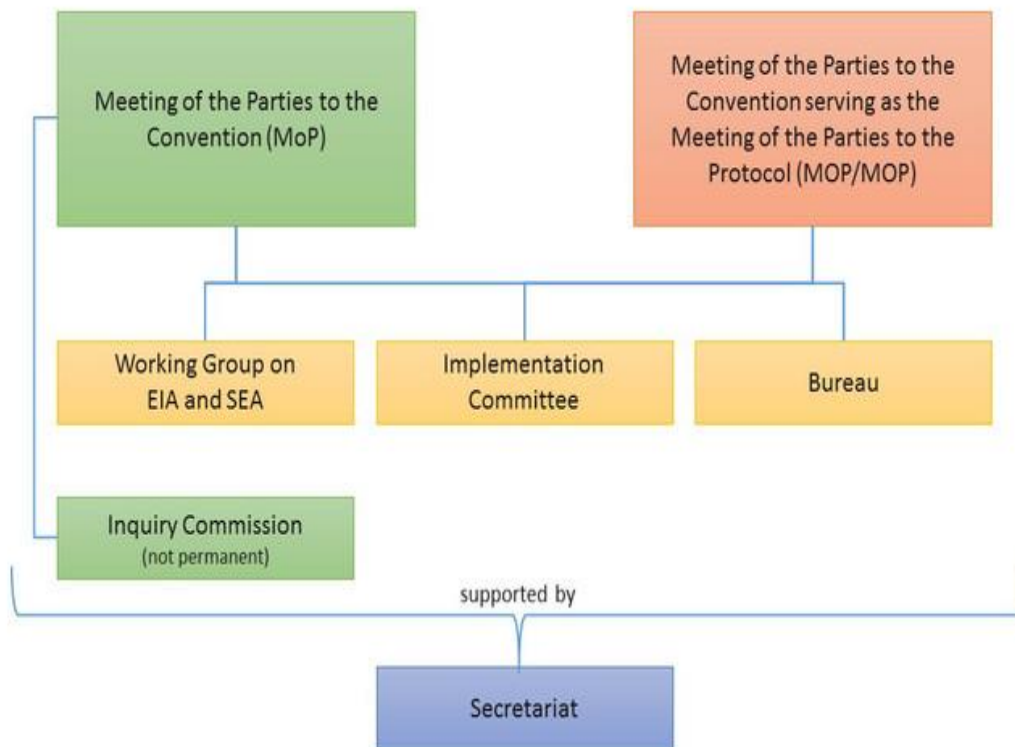 Meeting of the Parties to the
Convention (MoP)
Meeting of the Parties to the
Convention serving as the
Meeting of the Parties to the
Protocol (MOP/MOP)
Working Group on
EIA and SEA
Implementation
Committee
Bureau
Inquiry Commission
(not permanent)
supported by
Secretariat